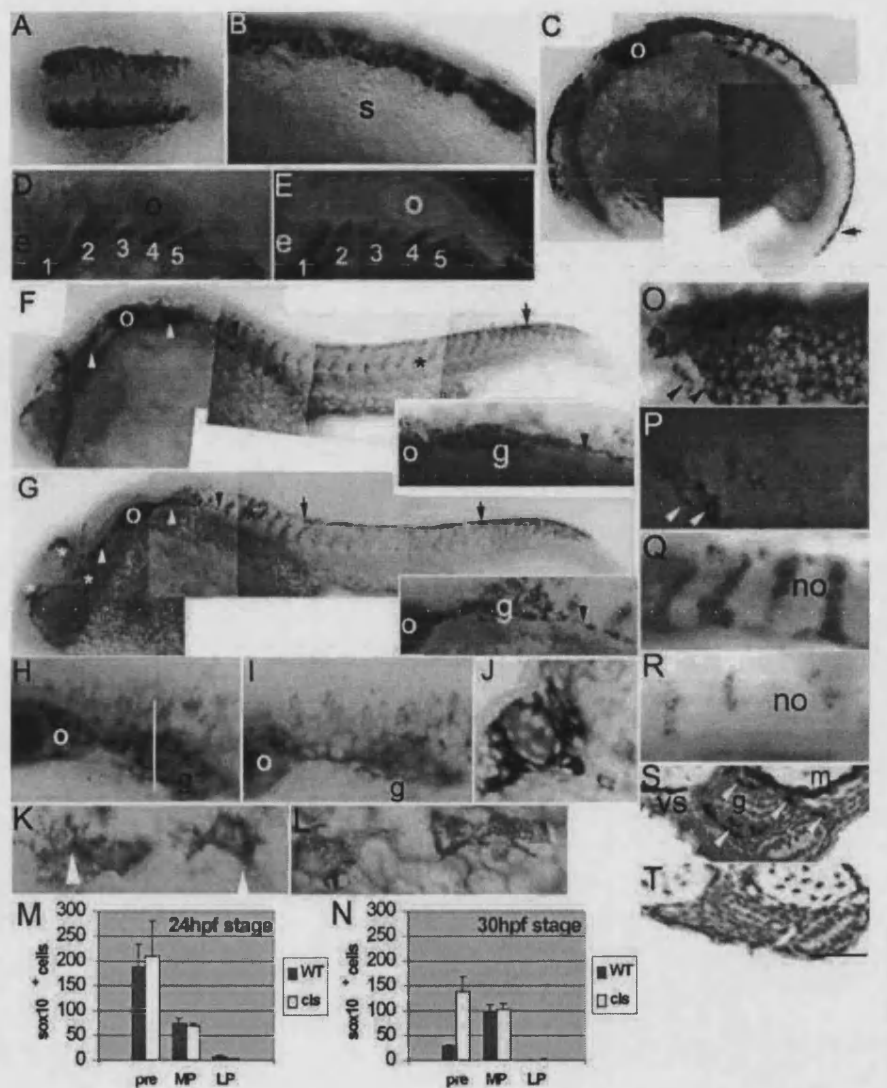 A
B
s
C
o
D
o
e
1
2
3
4
5
E
o
e
1
2
3
4
5
F
o
*
o
g
G
o
*
*
o
g
H
o
g
I
o
g
J
K
L
O
P
Q
no
R
no
S
m
vs
g
T
M
300
250
200
150
100
50
0
sox10 + cells
24hpf stage
pre
MP
LP
WT
cls
N
300
250
200
150
100
50
0
sox10 + cells
30hpf stage
pre
MP
LP
WT
cls